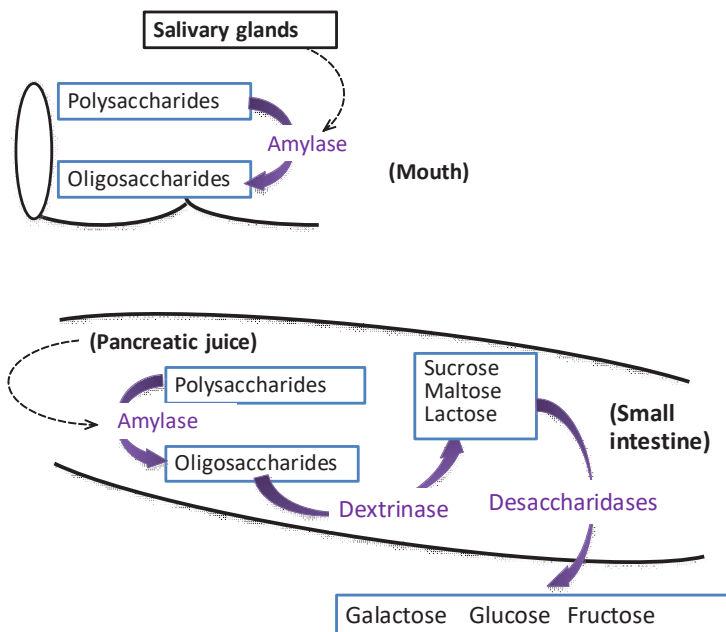 Salivary glands
Polysaccharides
Amylase
Oligosaccharides
(Mouth)
(Pancreatic juice)
Polysaccharides
Amylase
Oligosaccharides
Dextrinase
Sucrose
Maltose
Lactose
(Small
intestine)
Desaccharidases
Galactose Glucose Fructose